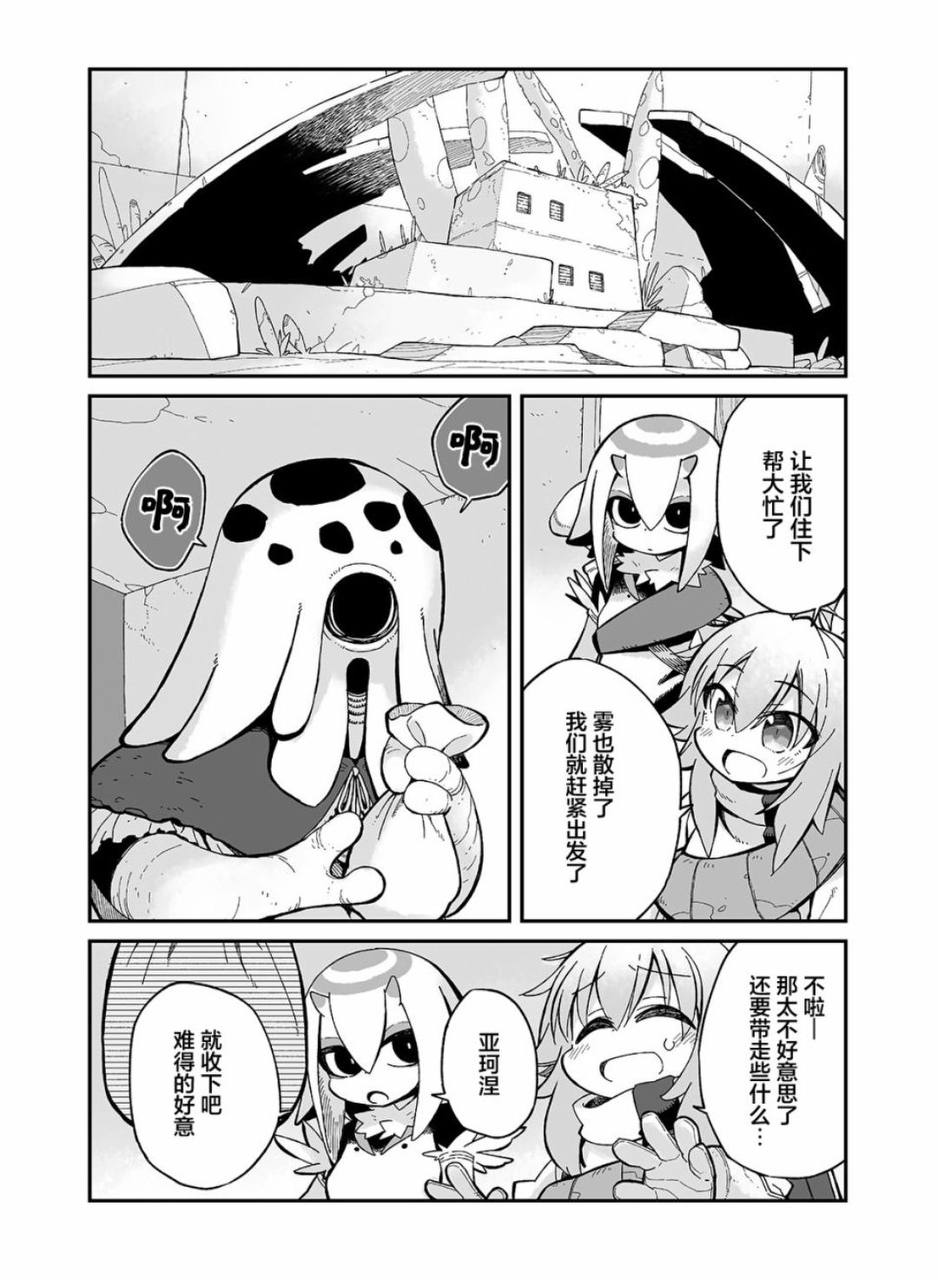 让我们住下
帮大忙了
雾也散掉了
我们就赶紧出发了
啊
啊
不啦—
那太不好意思了
还要带走些什么…
亚珂涅
就收下吧
难得的好意